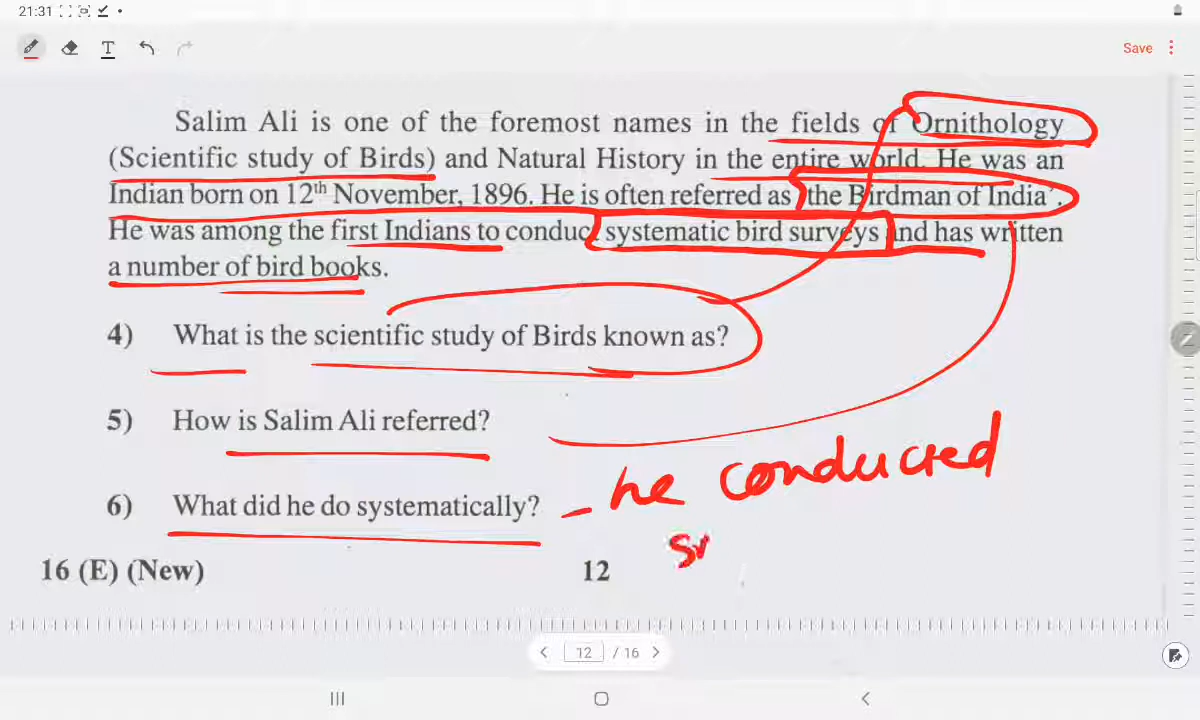 21:31
Save
Salim Ali is one of the foremost names in the fields of Ornithology
(Scientific study of Birds) and Natural History in the entire world. He was an
Indian born on 12th November, 1896. He is often referred as 'the Birdman of India'.
He was among the first Indians to conduct systematic bird surveys and has written
a number of bird books.
4) What is the scientific study of Birds known as?
5) How is Salim Ali referred?
he conducted
6) What did he do systematically?
16 (E) (New) 12
12 / 16